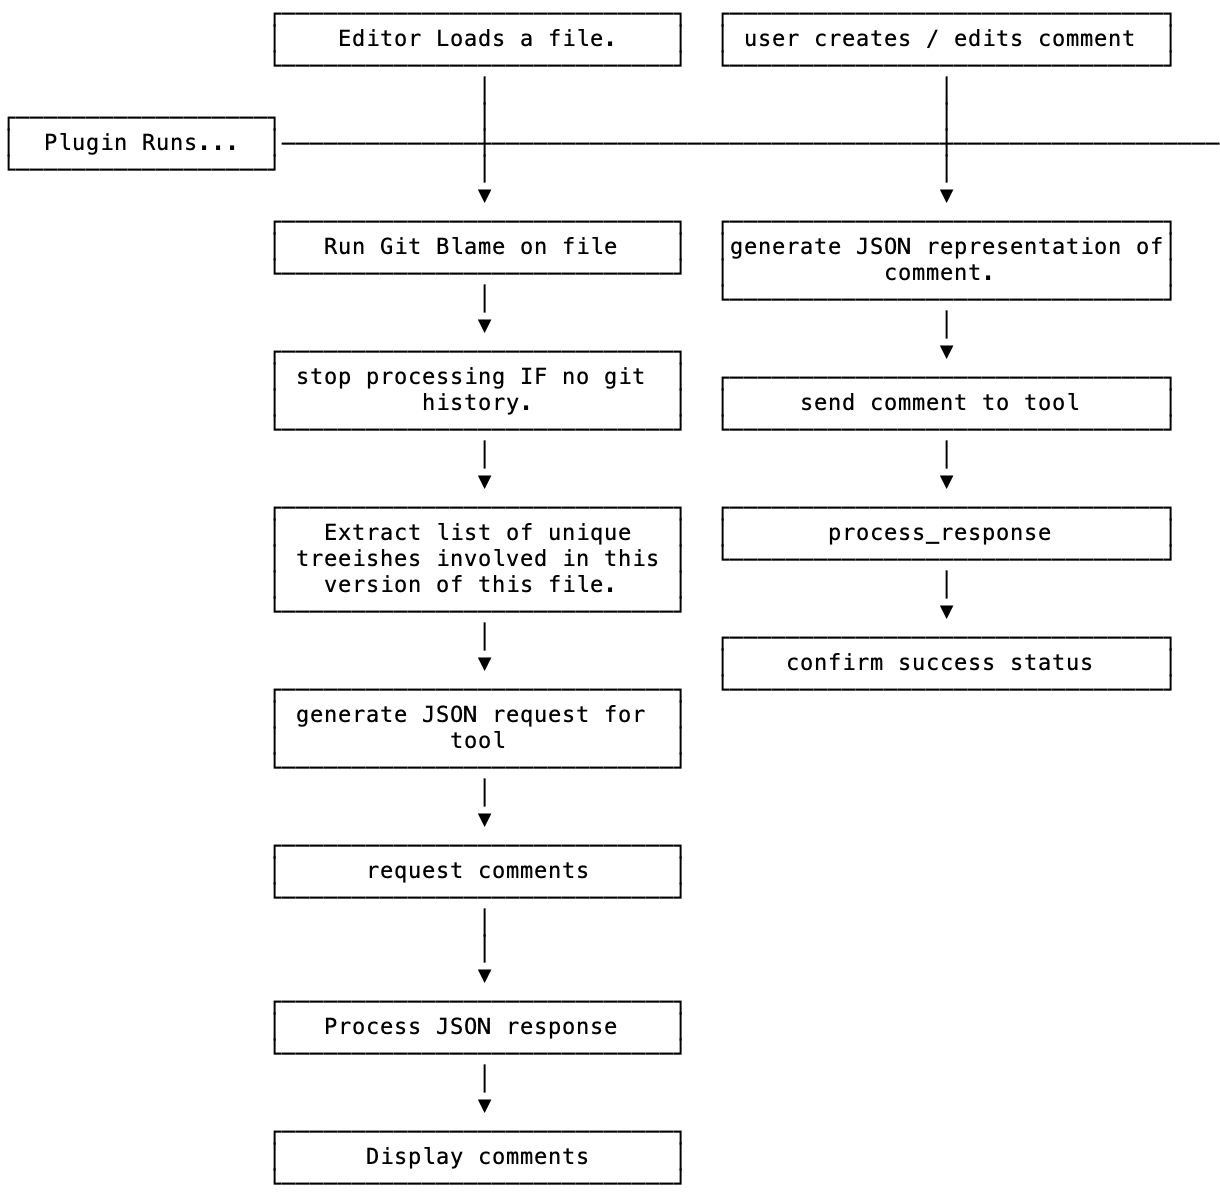 Editor Loads a file.
user creates / edits comment
Plugin Runs...
Run Git Blame on file
generate JSON representation of
comment.
stop processing IF no git
history.
send comment to tool
Extract list of unique
treeishes involved in this
version of this file.
process_response
confirm success status
generate JSON request for
tool
request comments
Process JSON response
Display comments